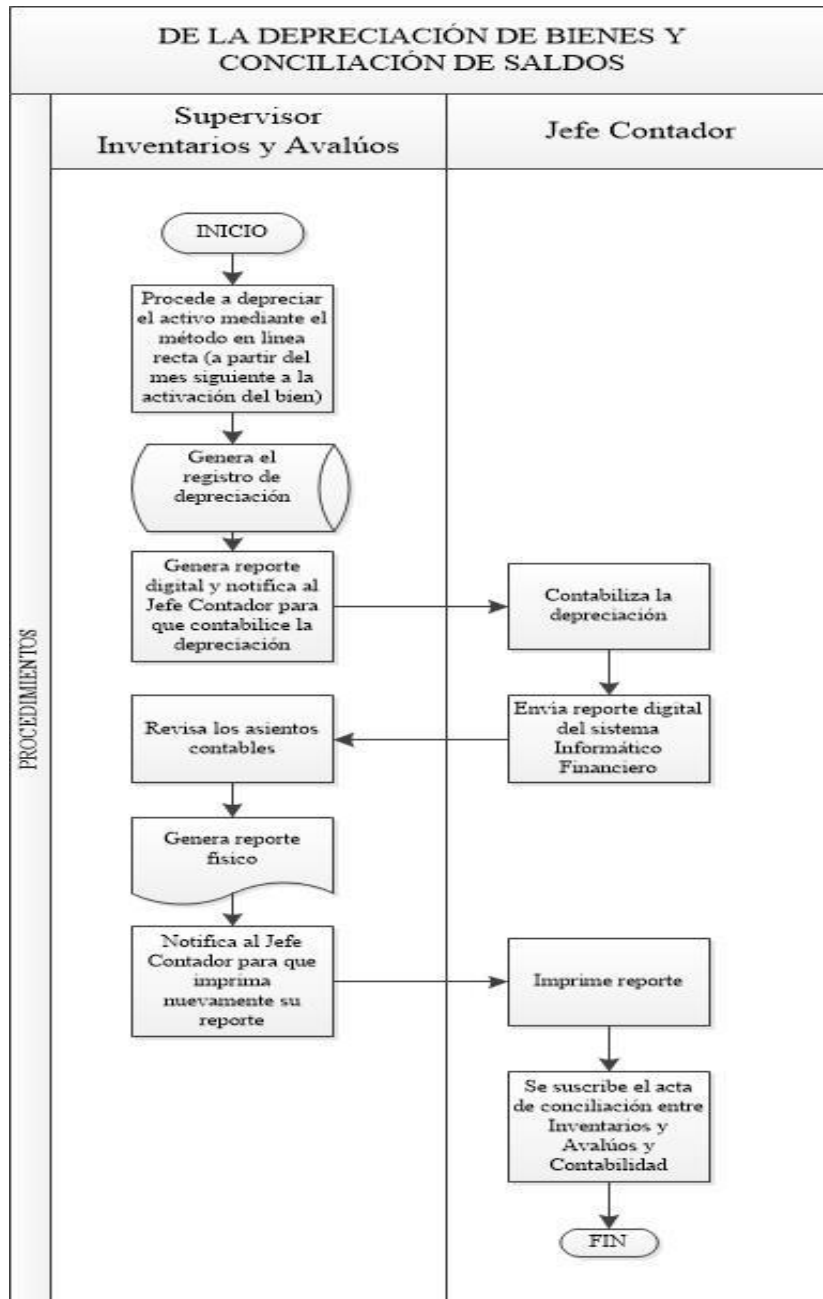 DE LA DEPRECIACIÓN DE BIENES Y
CONCILIACIÓN DE SALDOS
PROCEDIMIENTOS
Supervisor
Inventarios y Avalúos
Jefe Contador
INICIO
Procede a depreciar
el activo mediante el
método en línea
recta (a partir del
mes siguiente a la
activación del bien)
Genera el
registro de
depreciación
Genera reporte
digital y notifica al
Jefe Contador para
que contabilice la
depreciación
Contabiliza la
depreciación
Envia reporte digital
del sistema
Informático
Financiero
Revisa los asientos
contables
Genera reporte
físico
Notifica al Jefe
Contador para que
imprima
nuevamente su
reporte
Imprime reporte
Se suscribe el acta
de conciliación entre
Inventarios y
Avalúos y
Contabilidad
FIN